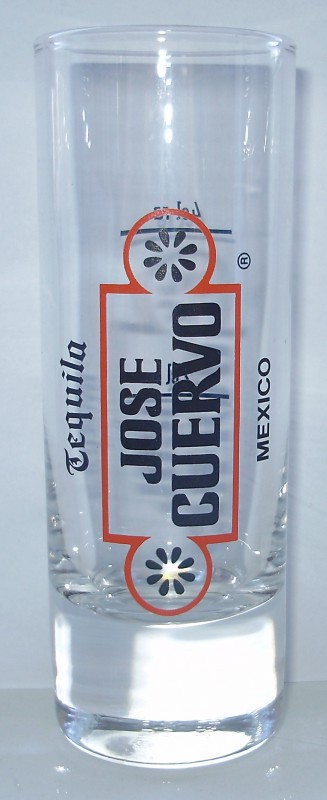 Tequila
JOSE
CUERVO
®
MEXICO